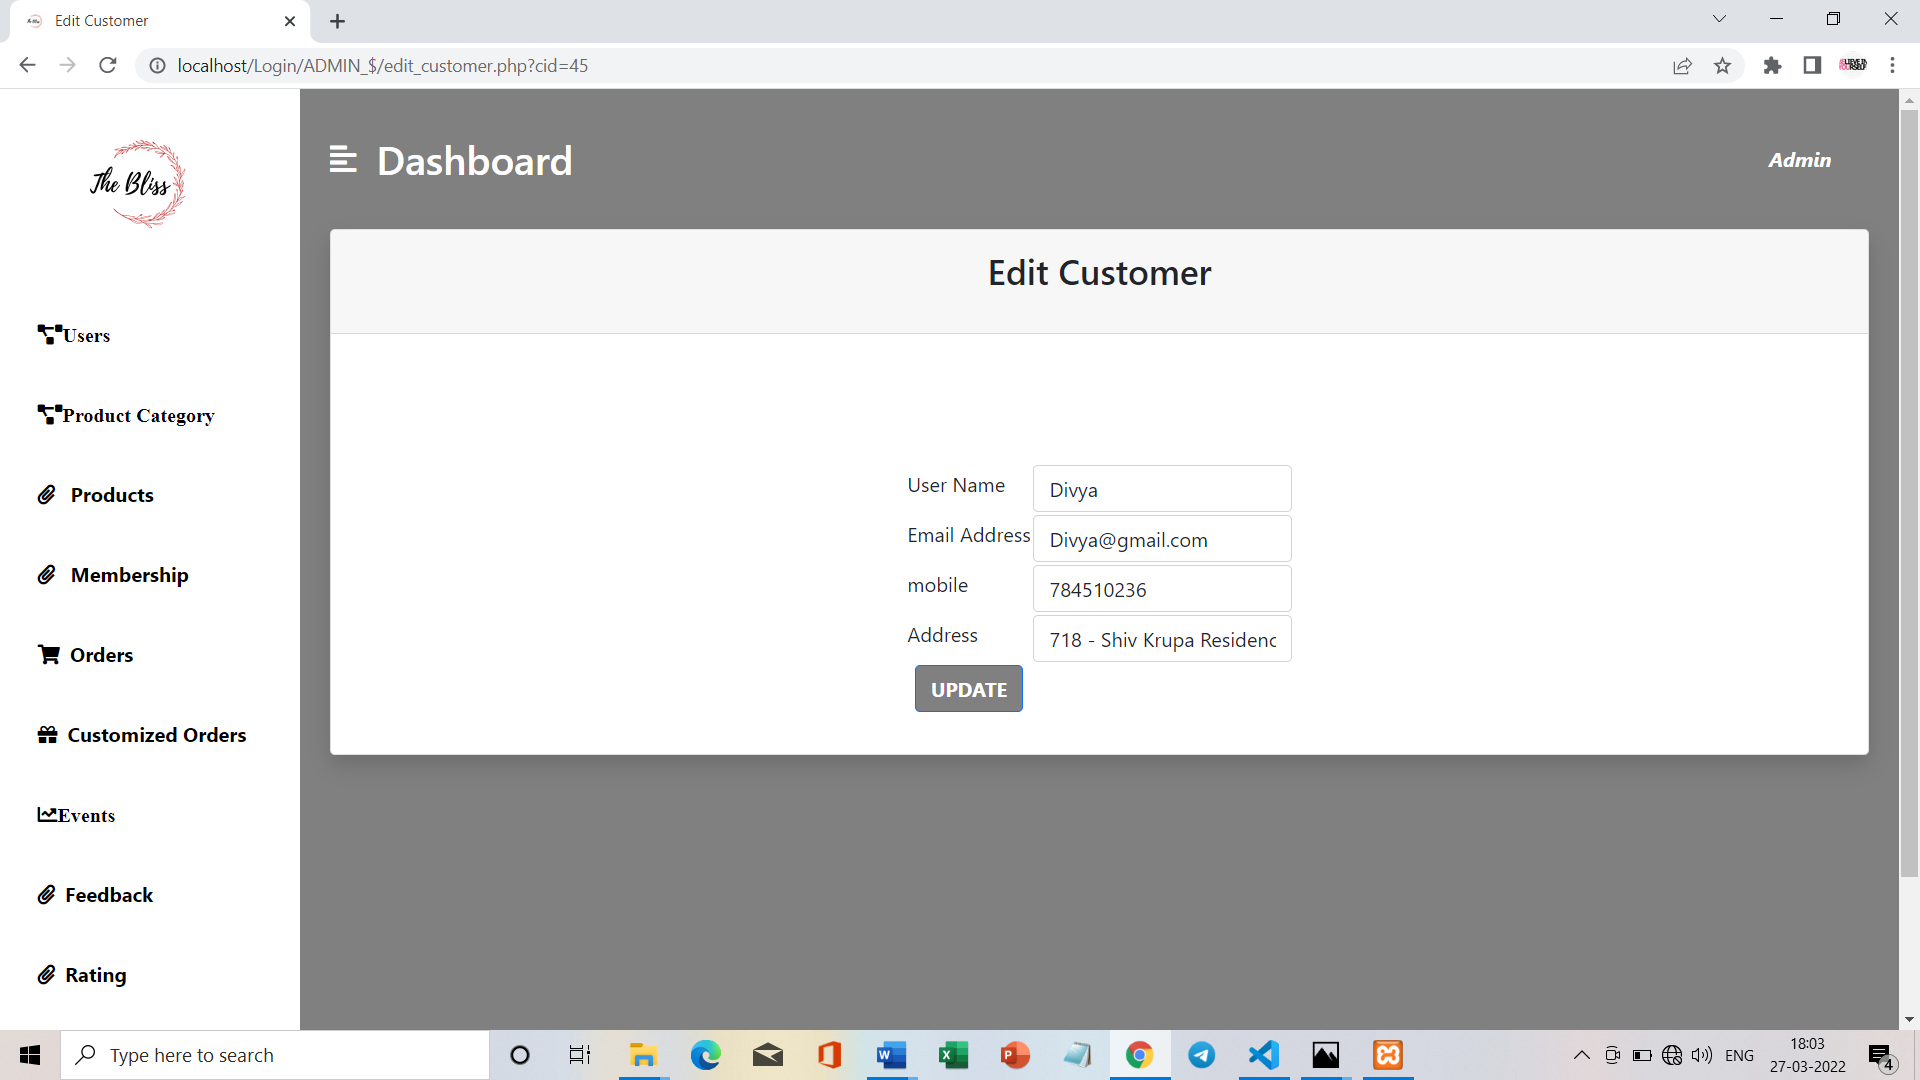 Edit Customer
localhost/Login/ADMIN_$/edit_customer.php?cid=45
The Bliss
Dashboard
Admin
Edit Customer
Users
Product Category
Products
Membership
Orders
Customized Orders
Events
Feedback
Rating
User Name
Divya
Email Address
Divya@gmail.com
mobile
784510236
Address
718 - Shiv Krupa Residenc
UPDATE
Type here to search
ENG
18:03
27-03-2022
4